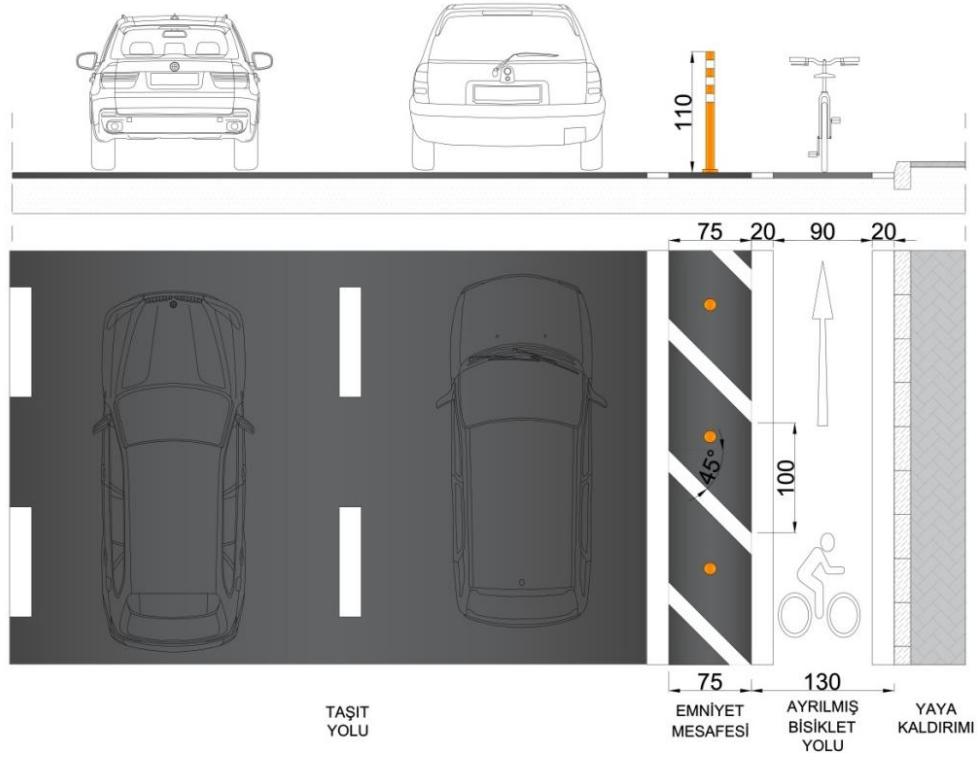 110
75 20 90 20
45°
100
75 130
TAŞIT
YOLU
EMNİYET
MESAFESİ
AYRILMIŞ
BİSİKLET
YOLU
YAYA
KALDIRIMI